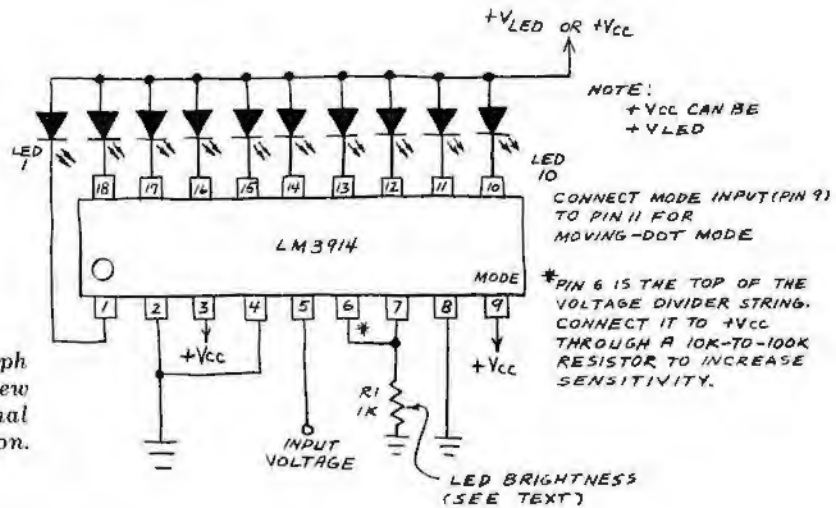 +VLED OR +VCC
NOTE:
+VCC CAN BE
+VLED
LED
1
LED
10
18 17 16 15 14 13 12 11 10
CONNECT MODE INPUT (PIN 9)
TO PIN 11 FOR
MOVING-DOT MODE
LM3914
MODE
1 2 3 4 5 6 7 8 9
*
+VCC
+VCC
*PIN 6 IS THE TOP OF THE
VOLTAGE DIVIDER STRING.
CONNECT IT TO +VCC
THROUGH A 10K-TO-100K
RESISTOR TO INCREASE
SENSITIVITY.
ph
ew
nal
on.
R1
1K
INPUT
VOLTAGE
LED BRIGHTNESS
(SEE TEXT)